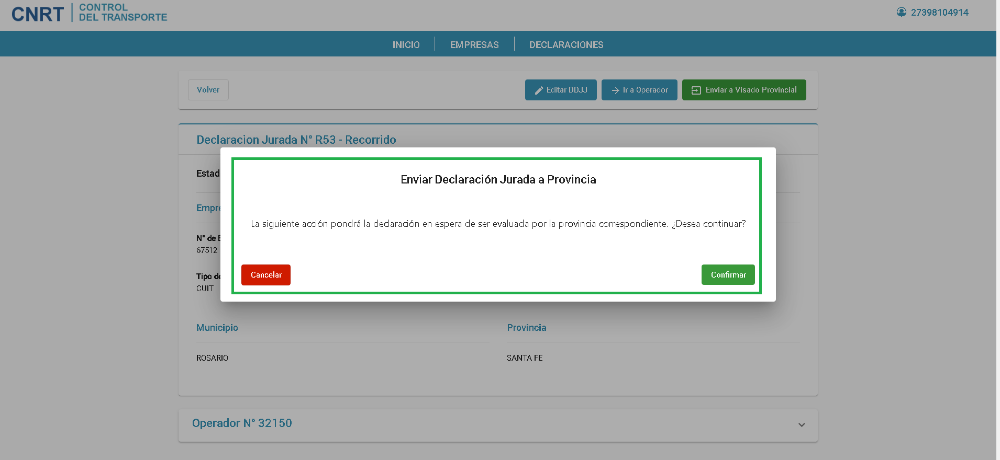 CNRT CONTROL
DEL TRANSPORTE
27398104914
INICIO EMPRESAS DECLARACIONES
Volver Editar DDJJ Ir a Operador Enviar a Visado Provincial
Declaracion Jurada N° R53 - Recorrido
Enviar Declaración Jurada a Provincia
La siguiente acción pondrá la declaración en espera de ser evaluada por la provincia correspondiente. ¿Desea continuar?
Cancelar Confirmar
Estad
Empre
N° de E
67512
Tipo de
CUIT
Municipio Provincia
ROSARIO SANTA FE
Operador N° 32150